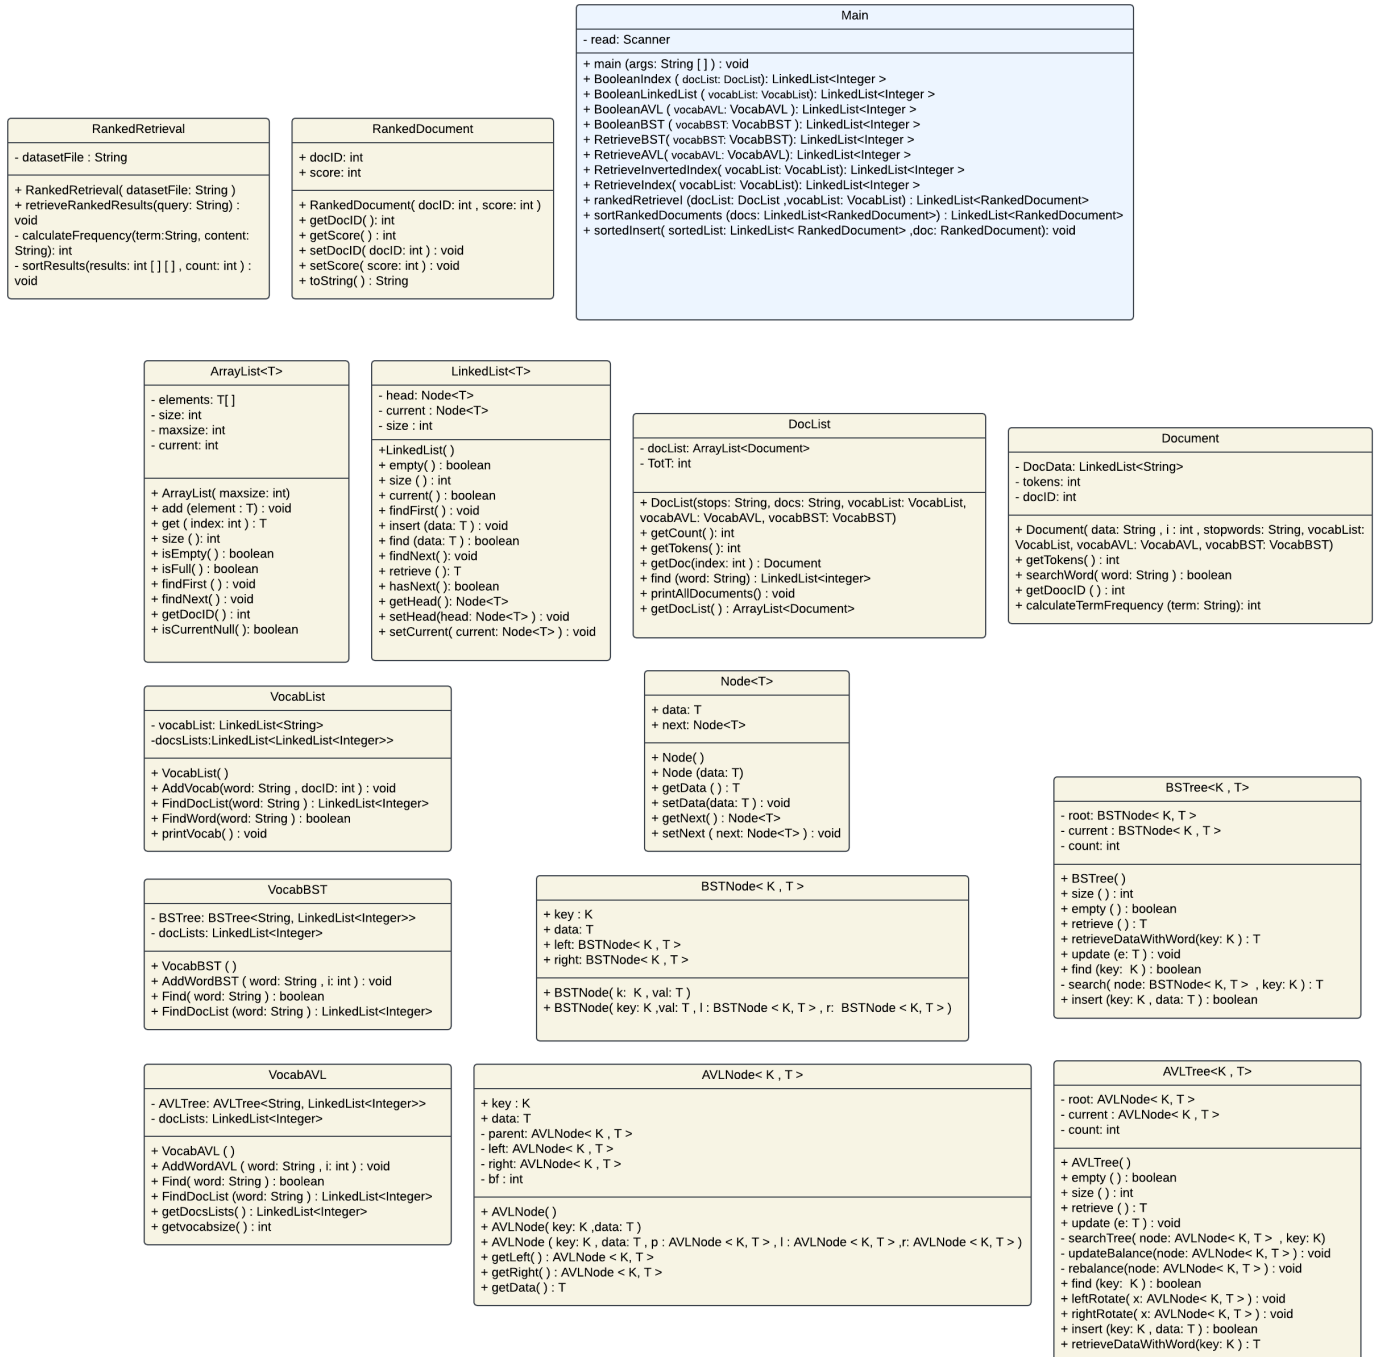 Main
- read: Scanner
+ main (args: String [ ] ) : void
+ BooleanIndex ( docList: DocList): LinkedList<Integer >
+ BooleanLinkedList ( vocabList: VocabList): LinkedList<Integer >
+ BooleanAVL ( vocabAVL: VocabAVL ): LinkedList<Integer >
+ BooleanBST ( vocabBST: VocabBST ): LinkedList<Integer >
+ RetrieveBST( vocabBST: VocabBST): LinkedList<Integer >
+ RetrieveAVL( vocabAVL: VocabAVL): LinkedList<Integer >
+ RetrieveInvertedIndex( vocabList: VocabList): LinkedList<Integer >
+ RetrieveIndex( vocabList: VocabList): LinkedList<Integer >
+ rankedRetrievel (docList: DocList ,vocabList: VocabList) : LinkedList<RankedDocument>
+ sortRankedDocuments (docs: LinkedList<RankedDocument>) : LinkedList<RankedDocument>
+ sortedInsert( sortedList: LinkedList< RankedDocument> ,doc: RankedDocument): void
RankedRetrieval
- datasetFile : String
+ RankedRetrieval( datasetFile: String )
+ retrieveRankedResults(query: String) :
void
- calculateFrequency(term:String, content:
String): int
- sortResults(results: int [ ] [ ] , count: int ) :
void
RankedDocument
+ docID: int
+ score: int
+ RankedDocument( docID: int , score: int )
+ getDocID( ): int
+ getScore( ) : int
+ setDocID( docID: int ) : void
+ setScore( score: int ) : void
+ toString( ) : String
ArrayList<T>
- elements: T[ ]
- size: int
- maxsize: int
- current: int
+ ArrayList( maxsize: int)
+ add (element : T) : void
+ get ( index: int ) : T
+ size ( ): int
+ isEmpty( ) : boolean
+ isFull( ) : boolean
+ findFirst ( ) : void
+ findNext( ) : void
+ getDocID( ) : int
+ isCurrentNull( ): boolean
LinkedList<T>
- head: Node<T>
- current : Node<T>
- size : int
+LinkedList( )
+ empty( ) : boolean
+ size ( ) : int
+ current( ) : boolean
+ findFirst( ) : void
+ insert (data: T ) : void
+ find (data: T ) : boolean
+ findNext( ): void
+ retrieve ( ): T
+ hasNext( ): boolean
+ getHead( ): Node<T>
+ setHead(head: Node<T> ) : void
+ setCurrent( current: Node<T> ) : void
DocList
- docList: ArrayList<Document>
- TotT: int
+ DocList(stops: String, docs: String, vocabList: VocabList,
vocabAVL: VocabAVL, vocabBST: VocabBST)
+ getCount( ): int
+ getTokens( ): int
+ getDoc(index: int ) : Document
+ find (word: String) : LinkedList<integer>
+ printAllDocuments() : void
+ getDocList( ) : ArrayList<Document>
Document
- DocData: LinkedList<String>
- tokens: int
- docID: int
+ Document( data: String , i : int , stopwords: String, vocabList:
VocabList, vocabAVL: VocabAVL, vocabBST: VocabBST)
+ getTokens( ) : int
+ searchWord( word: String ) : boolean
+ getDoocID ( ) : int
+ calculateTermFrequency (term: String): int
VocabList
- vocabList: LinkedList<String>
-docsLists:LinkedList<LinkedList<Integer>>
+ VocabList( )
+ AddVocab(word: String , docID: int ) : void
+ FindDocList(word: String ) : LinkedList<Integer>
+ FindWord(word: String ) : boolean
+ printVocab( ) : void
Node<T>
+ data: T
+ next: Node<T>
+ Node( )
+ Node (data: T)
+ getData ( ) : T
+ setData(data: T ) : void
+ getNext( ) : Node<T>
+ setNext ( next: Node<T> ) : void
BSTree<K , T>
- root: BSTNode< K, T >
- current : BSTNode< K , T >
- count: int
+ BSTree( )
+ size ( ) : int
+ empty ( ) : boolean
+ retrieve ( ) : T
+ retrieveDataWithWord(key: K ) : T
+ update (e: T ) : void
+ find (key: K ) : boolean
- search( node: BSTNode< K, T > , key: K ) : T
+ insert (key: K , data: T ) : boolean
VocabBST
- BSTree: BSTree<String, LinkedList<Integer>>
- docLists: LinkedList<Integer>
+ VocabBST ( )
+ AddWordBST ( word: String , i: int ) : void
+ Find( word: String ) : boolean
+ FindDocList (word: String ) : LinkedList<Integer>
BSTNode< K , T >
+ key : K
+ data: T
+ left: BSTNode< K , T >
+ right: BSTNode< K , T >
+ BSTNode( k: K , val: T )
+ BSTNode( key: K ,val: T , l : BSTNode < K, T > , r: BSTNode < K, T > )
VocabAVL
- AVLTree: AVLTree<String, LinkedList<Integer>>
- docLists: LinkedList<Integer>
+ VocabAVL ( )
+ AddWordAVL ( word: String , i: int ) : void
+ Find( word: String ) : boolean
+ FindDocList (word: String ) : LinkedList<Integer>
+ getDocsLists( ) : LinkedList<Integer>
+ getvocabsize( ) : int
AVLNode< K , T >
+ key : K
+ data: T
- parent: AVLNode< K , T >
- left: AVLNode< K , T >
- right: AVLNode< K , T >
- bf : int
+ AVLNode( )
+ AVLNode( key: K ,data: T )
+ AVLNode ( key: K , data: T , p : AVLNode < K, T > , l : AVLNode < K, T > ,r: AVLNode < K, T > )
+ getLeft( ) : AVLNode < K, T >
+ getRight( ) : AVLNode < K, T >
+ getData( ) : T
AVLTree<K , T>
- root: AVLNode< K, T >
- current : AVLNode< K , T >
- count: int
+ AVLTree( )
+ empty ( ) : boolean
+ size ( ) : int
+ retrieve ( ) : T
+ update (e: T ) : void
- searchTree( node: AVLNode< K, T > , key: K)
- updateBalance(node: AVLNode< K, T > ) : void
- rebalance(node: AVLNode< K, T > ) : void
+ find (key: K ) : boolean
+ leftRotate( x: AVLNode< K, T > ) : void
+ rightRotate( x: AVLNode< K, T > ) : void
+ insert (key: K , data: T ) : boolean
+ retrieveDataWithWord(key: K ) : T